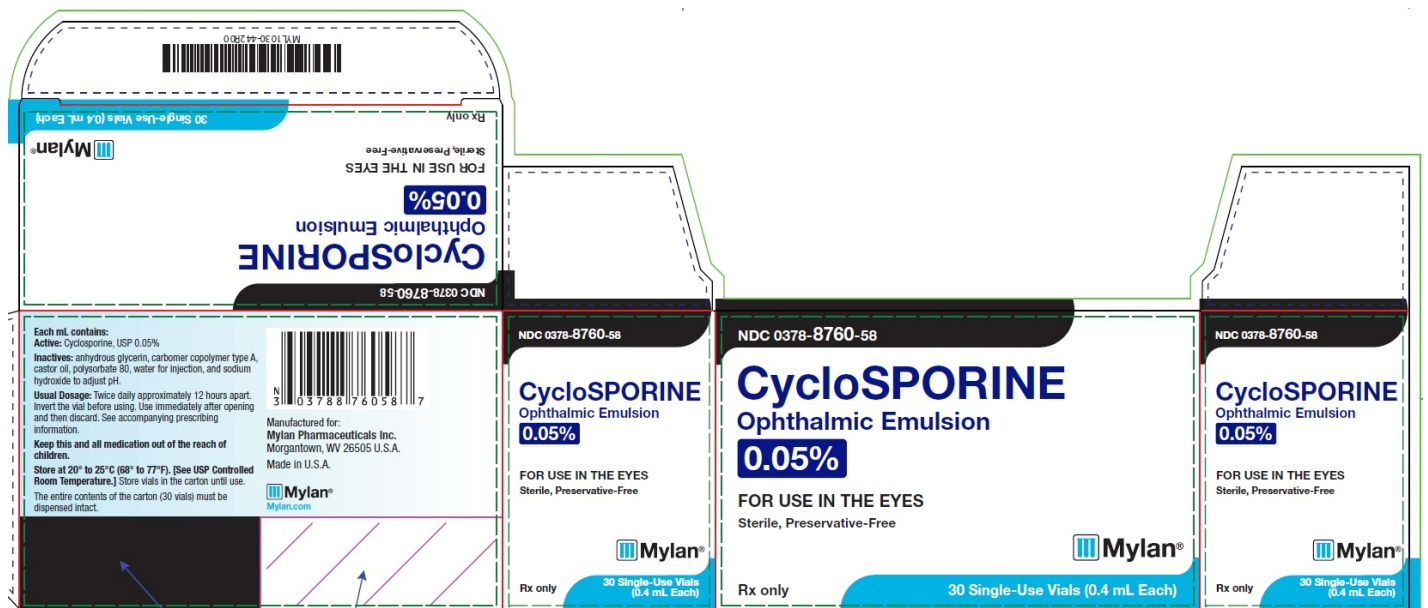 MYL1030-442R00
30 Single-Use Vials (0.4 mL Each)
Rx only
Mylan®
Sterile, Preservative-Free
FOR USE IN THE EYES
0.05%
Ophthalmic Emulsion
CycloSPORINE
NDC 0378-8760-58
Each mL contains:
Active: Cyclosporine, USP 0.05%
Inactives: anhydrous glycerin, carbomer copolymer type A,
castor oil, polysorbate 80, water for injection, and sodium
hydroxide to adjust pH.
Usual Dosage: Twice daily approximately 12 hours apart.
Invert the vial before using. Use immediately after opening
and then discard. See accompanying prescribing
information.
Keep this and all medication out of the reach of
children.
Store at 20° to 25°C (68° to 77°F). [See USP Controlled
Room Temperature.] Store vials in the carton until use.
The entire contents of the carton (30 vials) must be
dispensed intact.
N
3 03788 76058 7
Manufactured for:
Mylan Pharmaceuticals Inc.
Morgantown, WV 26505 U.S.A.
Made in U.S.A.
Mylan®
Mylan.com
NDC 0378-8760-58
CycloSPORINE
Ophthalmic Emulsion
0.05%
FOR USE IN THE EYES
Sterile, Preservative-Free
Mylan®
Rx only
30 Single-Use Vials
(0.4 mL Each)
NDC 0378-8760-58
CycloSPORINE
Ophthalmic Emulsion
0.05%
FOR USE IN THE EYES
Sterile, Preservative-Free
Mylan®
Rx only
30 Single-Use Vials (0.4 mL Each)
NDC 0378-8760-58
CycloSPORINE
Ophthalmic Emulsion
0.05%
FOR USE IN THE EYES
Sterile, Preservative-Free
Mylan®
Rx only
30 Single-Use Vials
(0.4 mL Each)